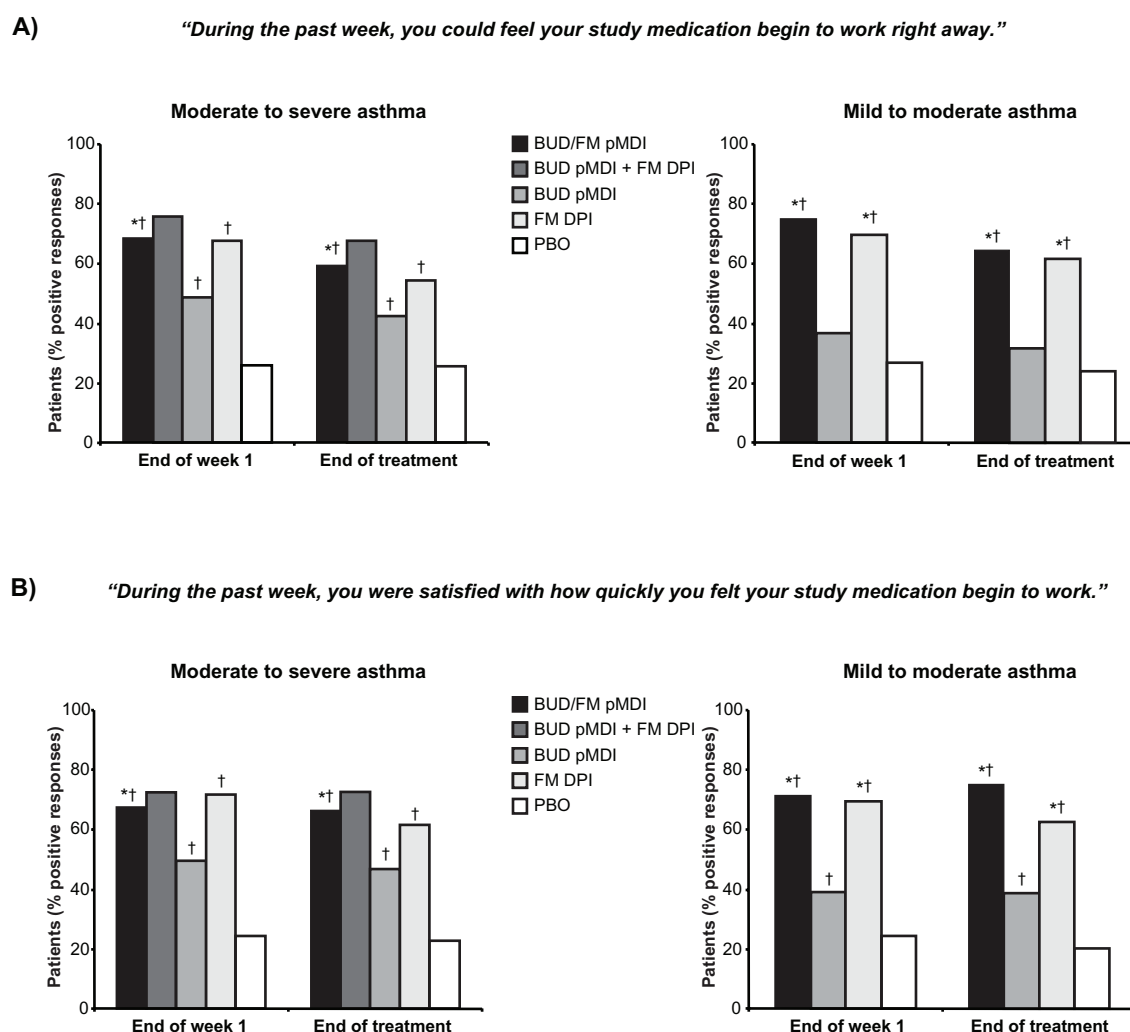 A)
“During the past week, you could feel your study medication begin to work right away.”
Moderate to severe asthma
Patients (% positive responses)
100
80
60
40
20
0
*†
†
†
*†
†
†
End of week 1
End of treatment
BUD/FM pMDI
BUD pMDI + FM DPI
BUD pMDI
FM DPI
PBO
Mild to moderate asthma
Patients (% positive responses)
100
80
60
40
20
0
*†
*†
*†
*†
End of week 1
End of treatment
B)
“During the past week, you were satisfied with how quickly you felt your study medication begin to work.”
Moderate to severe asthma
Patients (% positive responses)
100
80
60
40
20
0
*†
†
†
*†
†
†
End of week 1
End of treatment
BUD/FM pMDI
BUD pMDI + FM DPI
BUD pMDI
FM DPI
PBO
Mild to moderate asthma
Patients (% positive responses)
100
80
60
40
20
0
*†
†
*†
*†
†
*†
End of week 1
End of treatment